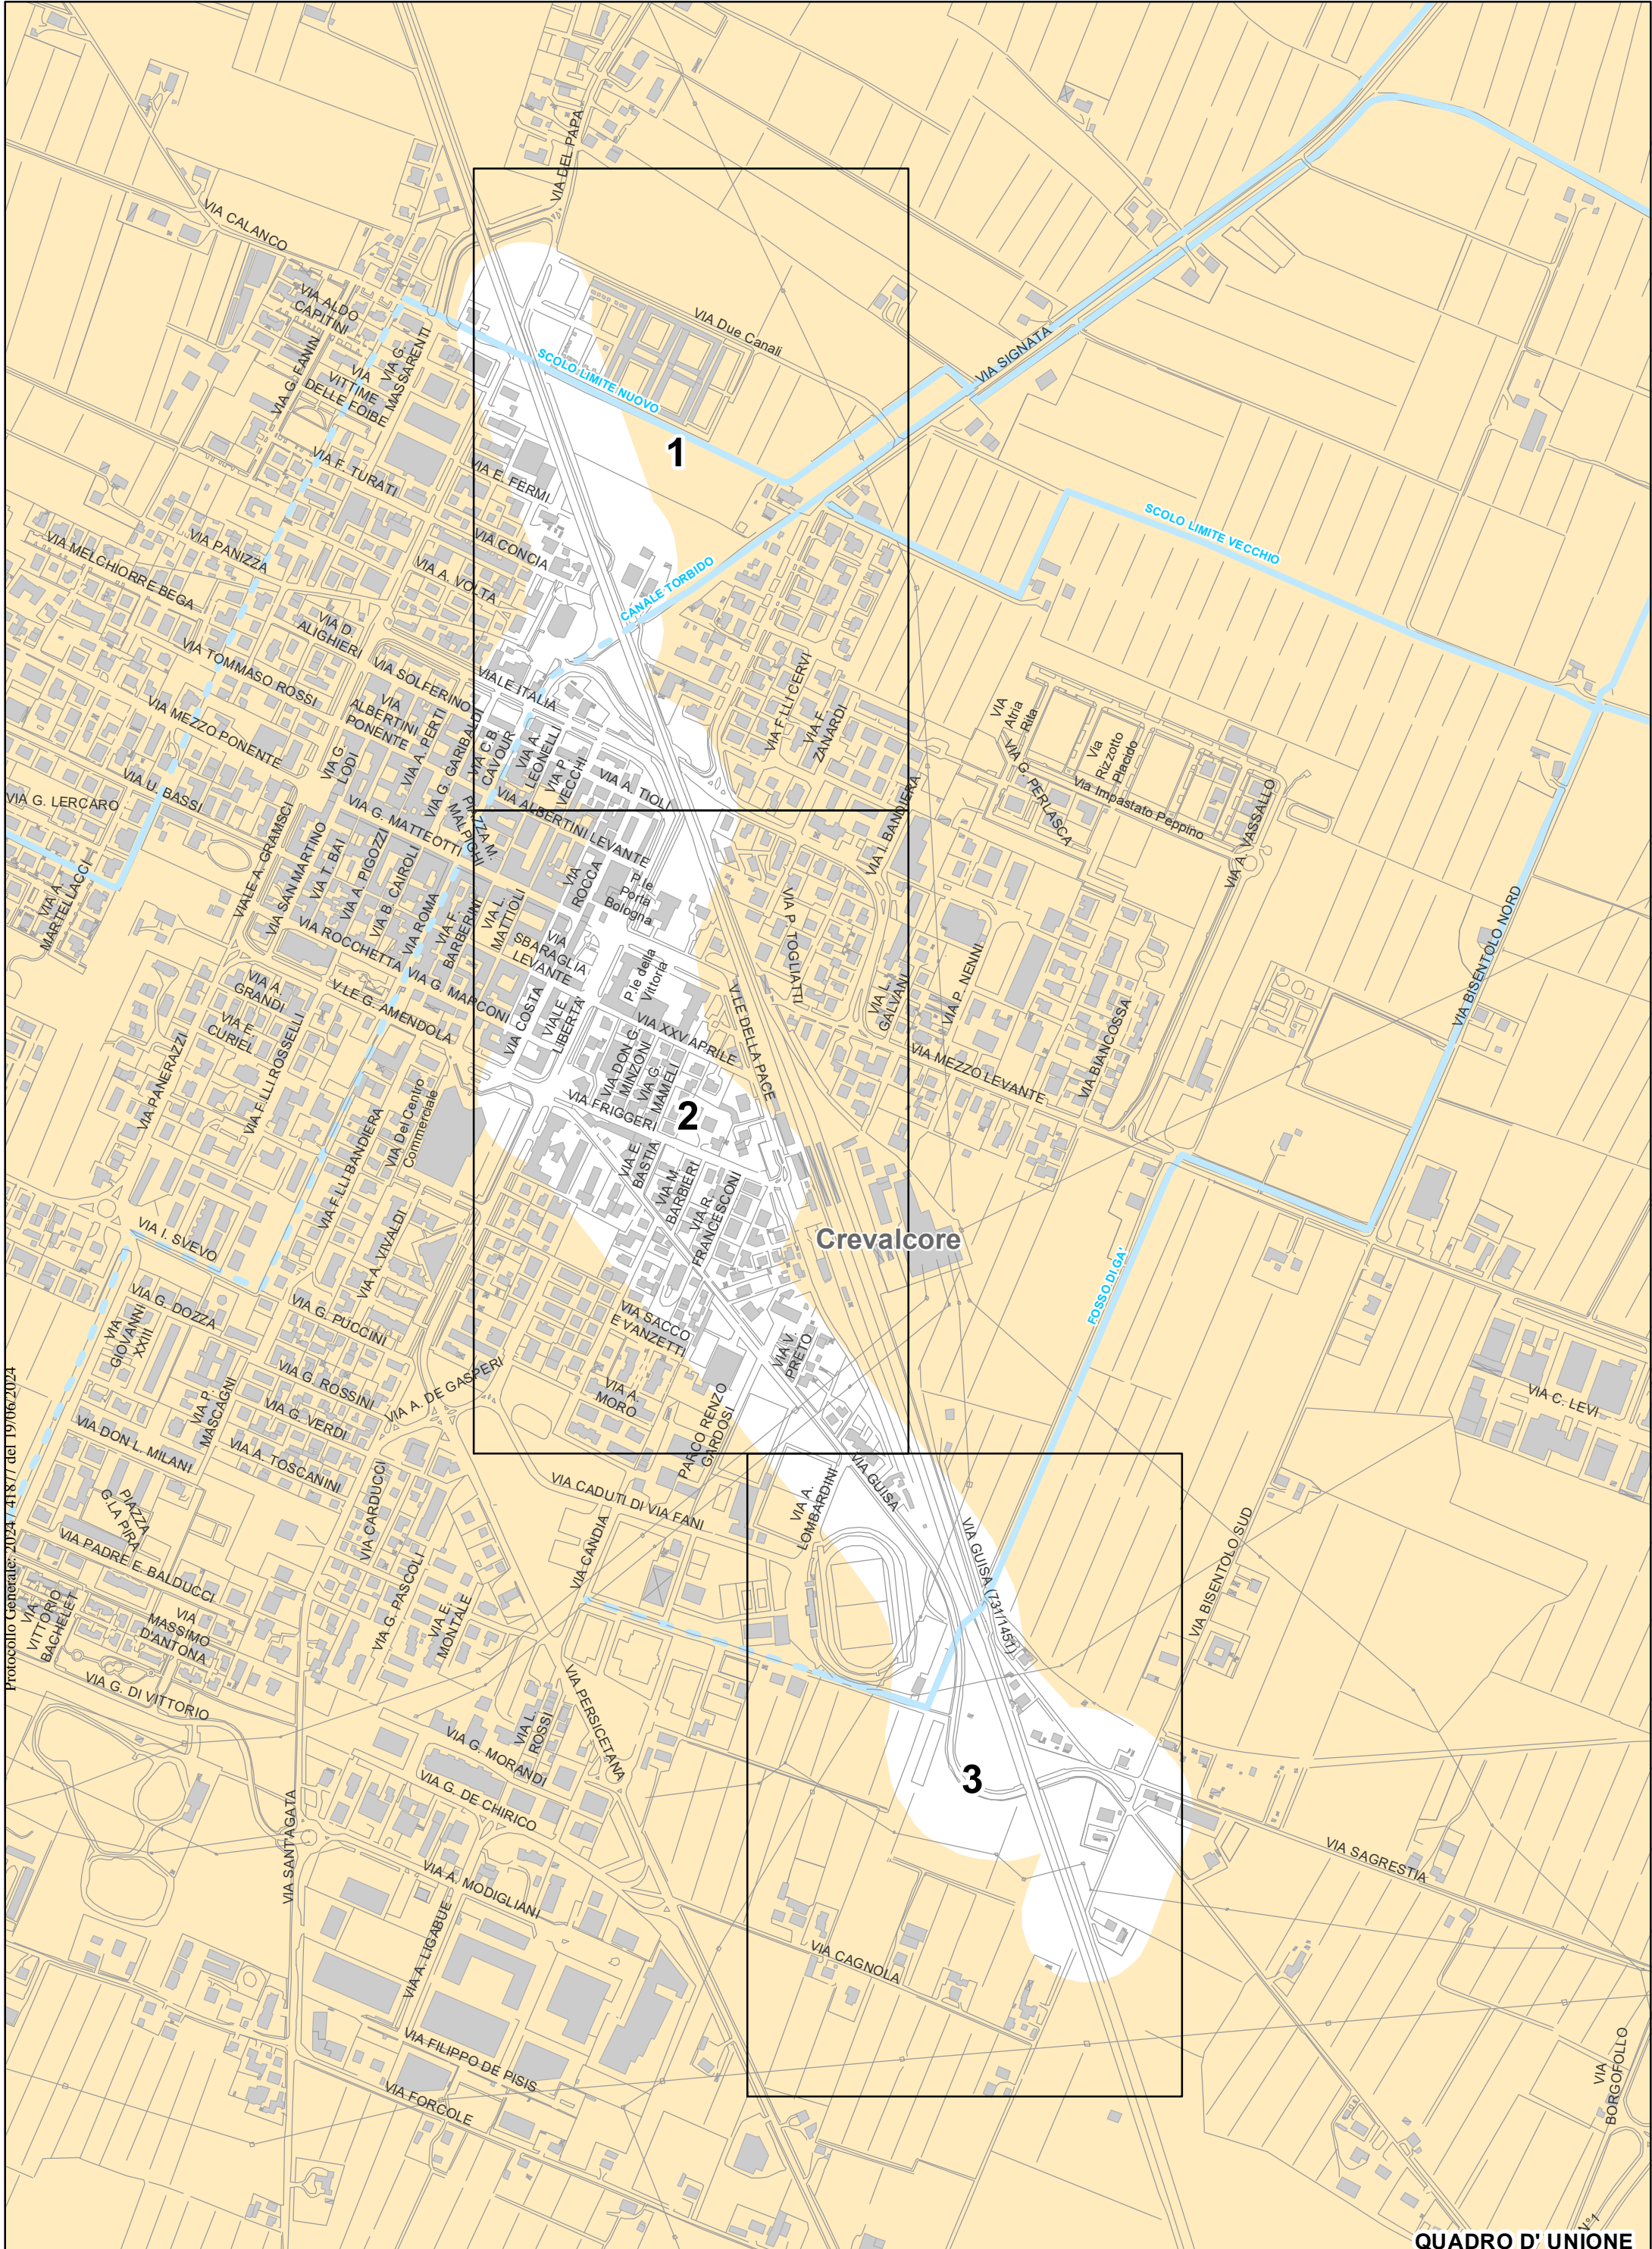 VIA DEL PAPA
VIA CALANCO
VIA ALDO
CAPITINI
VIA G. FANIN
VIA
VITTIME
DELLE FOIBE
VIA G.
MASSARENTI
VIA Due Canali
SCOLO LIMITE NUOVO
VIA SIGNATA
1
VIA F. TURATI
VIA E. FERMI
VIA PANIZZA
VIA MELCHIORRE BEGA
VIA CONCIA
VIA A. VOLTA
CANALE TORBIDO
SCOLO LIMITE VECCHIO
VIA D.
ALIGHIERI
VIA TOMMASO ROSSI
VIA SOLFERINO
VIALE ITALIA
VIA MEZZO PONENTE
VIA
ALBERTINI
PONENTE
VIA A. PERTI
VIA G. GARIBALDI
VIA C.B.
CAVOUR
VIA A.
LEONELLI
VIA P.
VECCHI
VIA A. TIOLI
VIA F.LLI CERVI
VIA F.
ZANARDI
VIA
Atria
Rita
VIA G. PERLASCA
Via
Rizzotto
Placido
Via Impastato Peppino
VIA A. VASSALLO
VIA G.
LODI
VIA U. BASSI
VIA G. LERCARO
VIA G. MATTEOTTI
PIAZZA M.
MALPIGHI
VIA ALBERTINI LEVANTE
VIA I. BANDIERA
VIALE A. GRAMSCI
VIA SAN MARTINO
VIA T. BAI
VIA A. PIGOZZI
VIA B. CAIROLI
VIA ROMA
VIA F.
BARBERINI
VIA L.
MATTIOLI
VIA
ROCCA
P.le
Porta
Bologna
VIA A.
MARTELLACCI
VIA ROCCHETTA
VIA
SBARAGLIA
LEVANTE
P.le della
Vittoria
VIA P. TOGLIATTI
VIA P. NENNI
VIA L.
GALVANI
VIA BISENTOLO NORD
VIA A.
GRANDI
V.LE G. AMENDOLA
VIA G. MARCONI
VIA COSTA
VIALE
LIBERTA'
VIA XXV APRILE
V.LE DELLA PACE
VIA MEZZO LEVANTE
VIA BIANCOSSA
VIA E.
CURIEL
VIA F.LLI ROSSELLI
VIA PANERAZZI
VIA DON G.
MINZONI
VIA G.
MAMELI
VIA FRIGGERI
2
VIA F.LLI BANDIERA
VIA Del Centro
Commerciale
VIA E.
BASTIA
VIA M.
BARBIERI
VIA R.
FRANCESCONI
Crevalcore
VIA I. SVEVO
VIA A. VIVALDI
FOSSO DI GA'
VIA G. DOZZA
VIA
GIOVANNI
XXIII
VIA G. PUCCINI
VIA SACCO
E VANZETTI
VIA V.
PRETO
VIA A.
MORO
VIA G. ROSSINI
VIA A. DE GASPERI
VIA P.
MASCAGNI
VIA G. VERDI
VIA DON L. MILANI
VIA A. TOSCANINI
PARCO RENZO
GARDOSI
VIA C. LEVI
VIA GUISA
VIA A.
LOMBARDINI
VIA CADUTI DI VIA FANI
PIAZZA
G.LA PIRA
VIA CARDUCCI
VIA PADRE E. BALDUCCI
VIA CANDIA
VIA GUISA (731/1451)
VIA BISENTOLO SUD
VIA
VITTORIO
BACHELET
VIA
MASSIMO
D'ANTONA
VIA G. PASCOLI
VIA E.
MONTALE
VIA G. DI VITTORIO
VIA PERSICETANA
VIA L.
ROSSI
VIA G. MORANDI
3
VIA G. DE CHIRICO
VIA SANT'AGATA
VIA SAGRESTIA
VIA A. MODIGLIANI
VIA A. LIGABUE
VIA CAGNOLA
VIA FILIPPO DE PISIS
VIA FORCOLE
VIA
BORGOFOLLO
N°1
QUADRO D' UNIONE
Protocollo Generale: 2024 / 41877 del 19/06/2024